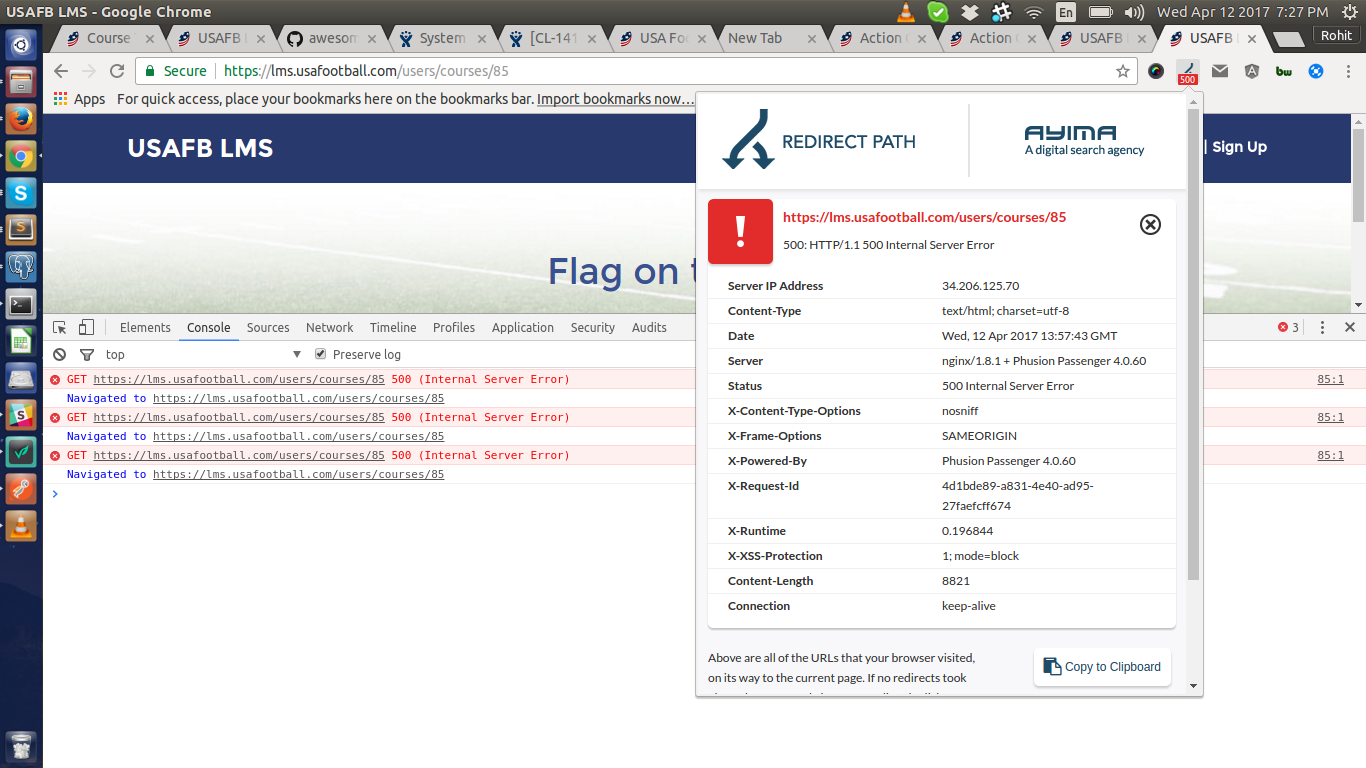 USAFB LMS - Google Chrome
En
Wed Apr 12 2017 7:27 PM
Course
USAFB
awesom
System
[CL-141
USA Fo
New Tab
Action
Action
USAFB
USAFB
Rohit
Secure
https://lms.usafootball.com/users/courses/85
500
bw
Apps
For quick access, place your bookmarks here on the bookmarks bar. Import bookmarks now…
USAFB LMS
| Sign Up
Flag on t
REDIRECT PATH
AYIMA
A digital search agency
!
https://lms.usafootball.com/users/courses/85
500: HTTP/1.1 500 Internal Server Error
Server IP Address 34.206.125.70
Content-Type text/html; charset=utf-8
Date Wed, 12 Apr 2017 13:57:43 GMT
Server nginx/1.8.1 + Phusion Passenger 4.0.60
Status 500 Internal Server Error
X-Content-Type-Options nosniff
X-Frame-Options SAMEORIGIN
X-Powered-By Phusion Passenger 4.0.60
X-Request-Id 4d1bde89-a831-4e40-ad95-
27faefcff674
X-Runtime 0.196844
X-XSS-Protection 1; mode=block
Content-Length 8821
Connection keep-alive
Above are all of the URLs that your browser visited,
on its way to the current page. If no redirects took
Copy to Clipboard
Elements Console Sources Network Timeline Profiles Application Security Audits
3
top
Preserve log
GET https://lms.usafootball.com/users/courses/85 500 (Internal Server Error) 85:1
Navigated to https://lms.usafootball.com/users/courses/85
GET https://lms.usafootball.com/users/courses/85 500 (Internal Server Error) 85:1
Navigated to https://lms.usafootball.com/users/courses/85
GET https://lms.usafootball.com/users/courses/85 500 (Internal Server Error) 85:1
Navigated to https://lms.usafootball.com/users/courses/85